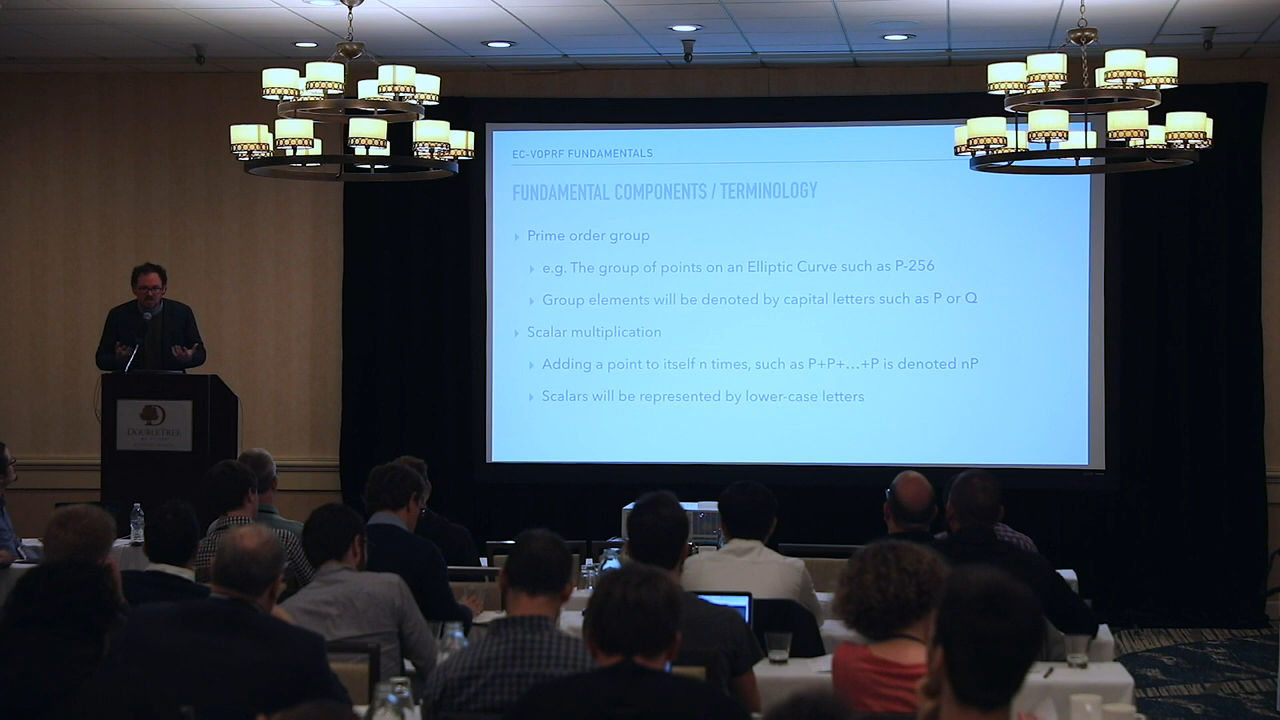 EC-VOPRF FUNDAMENTALS
FUNDAMENTAL COMPONENTS / TERMINOLOGY
Prime order group
e.g. The group of points on an Elliptic Curve such as P-256
Group elements will be denoted by capital letters such as P or Q
Scalar multiplication
Adding a point to itself n times, such as P+P+…+P is denoted nP
Scalars will be represented by lower-case letters
DOUBLETREE